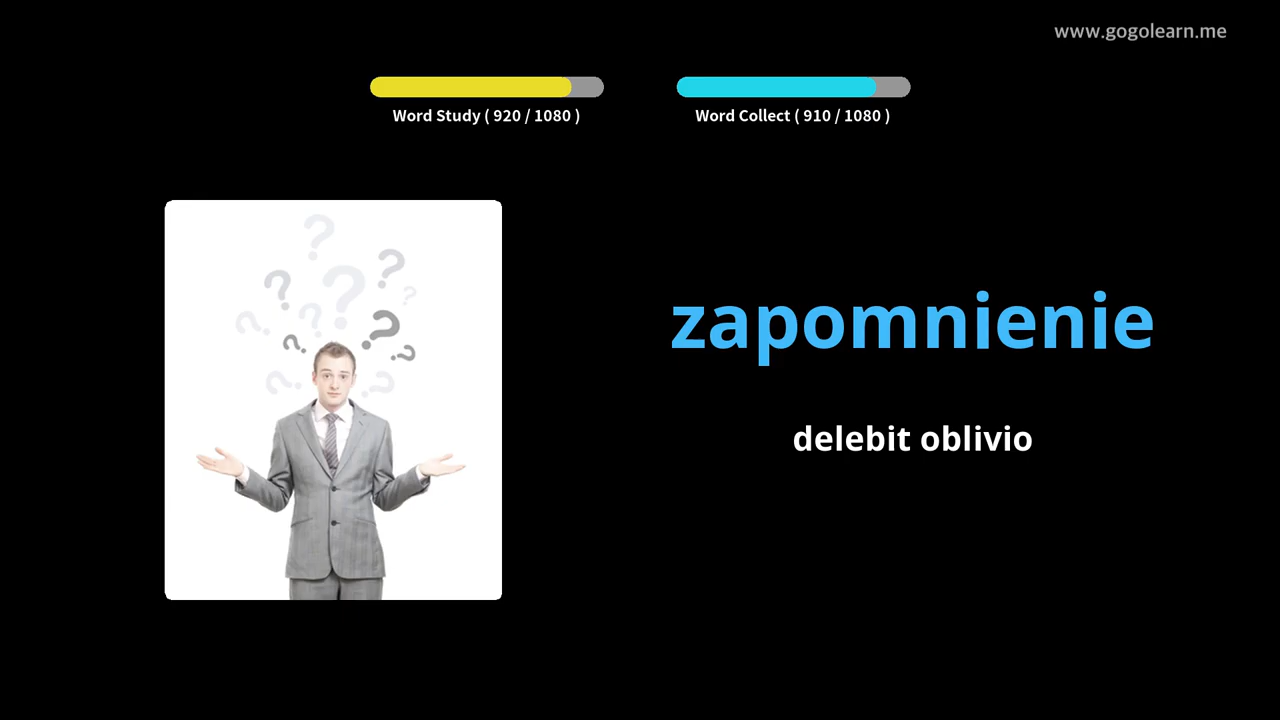 www.gogolearn.me
Word Study ( 920 / 1080 )
Word Collect ( 910 / 1080 )
zapomnienie
delebit oblivio